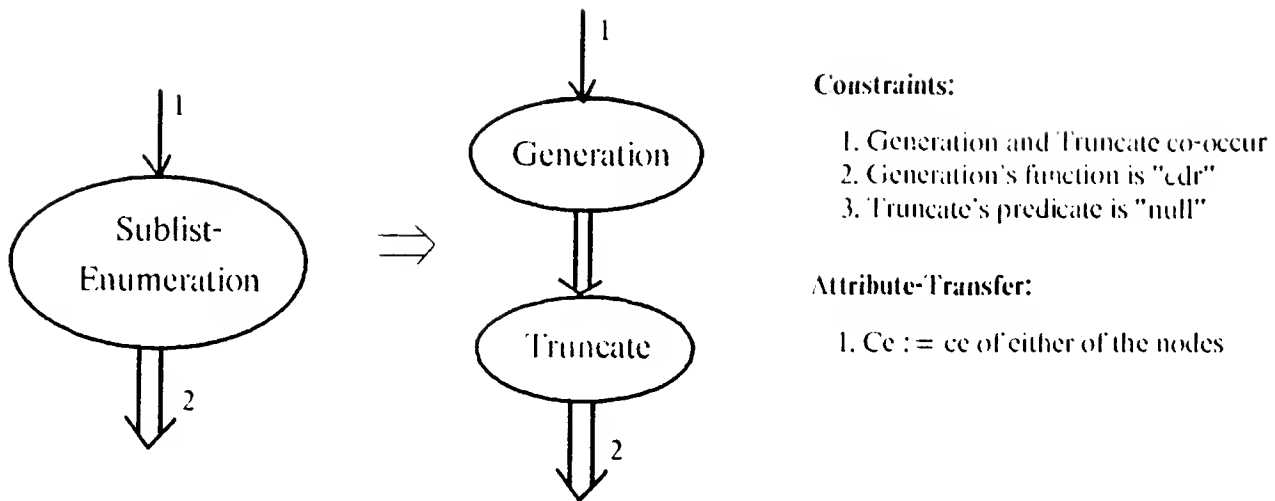 1
Sublist-
Enumeration
2
1
Generation
Truncate
2
Constraints:
1. Generation and Truncate co-occur
2. Generation's function is "cdr"
3. Truncate's predicate is "null"
Attribute-Transfer:
1. Ce := ce of either of the nodes